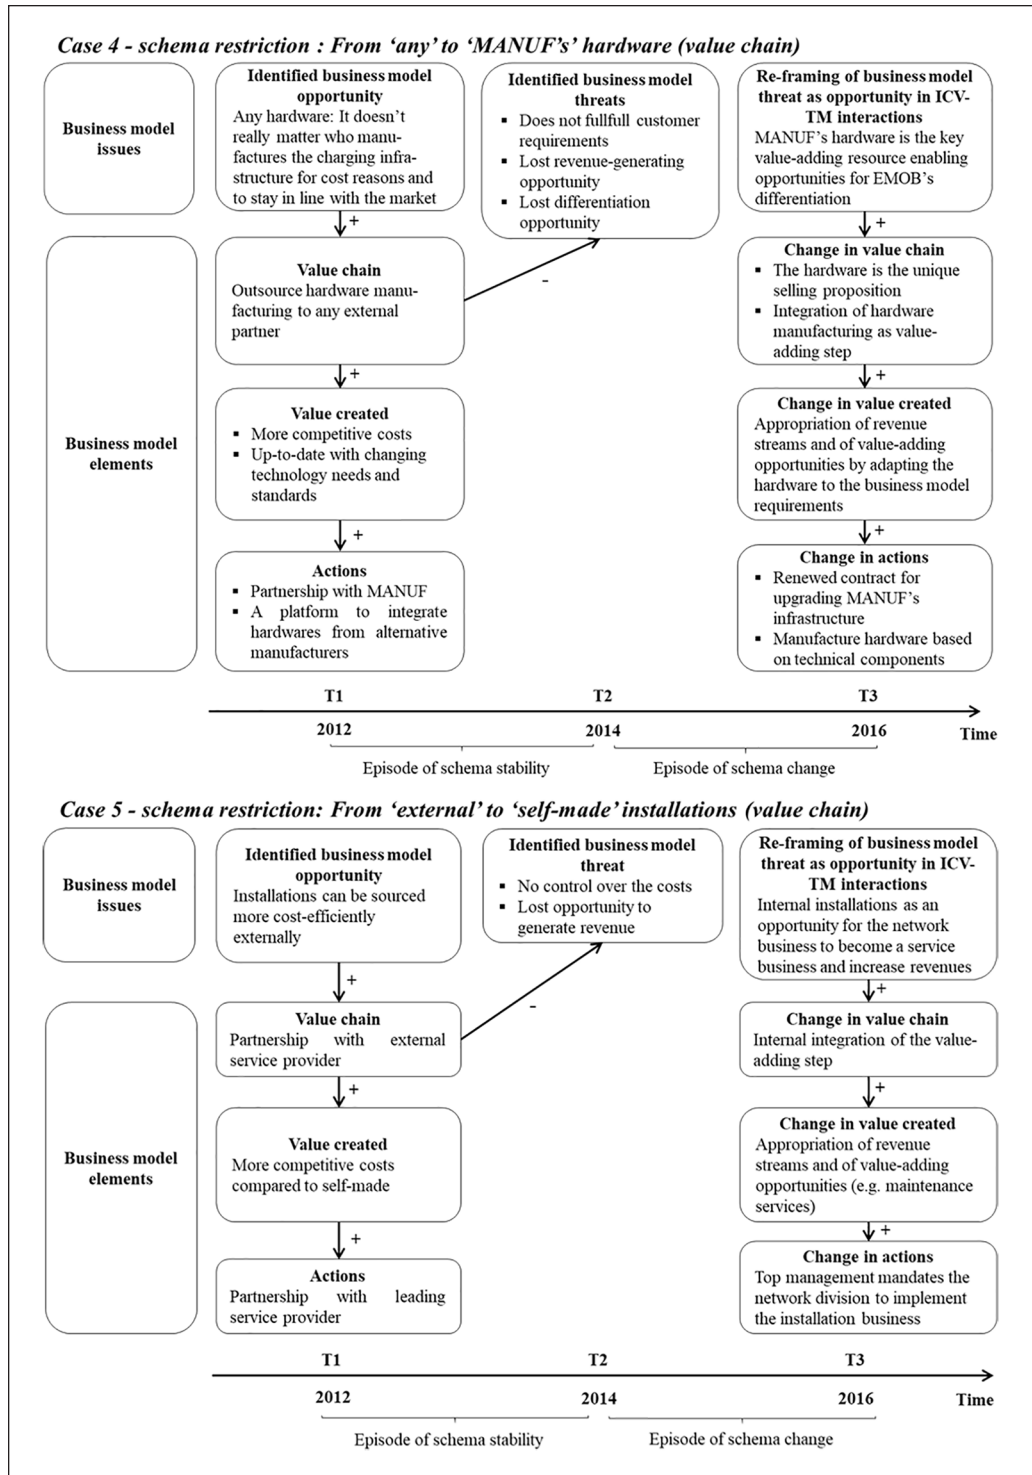 Case 4 - schema restriction : From ‘any’ to ‘MANUF’s’ hardware (value chain)
Business model
issues
Identified business model
opportunity
Any hardware: It doesn’t
really matter who manu-
factures the charging infra-
structure for cost reasons and
to stay in line with the market
Identified business model
threats
▪ Does not fullfull customer
requirements
▪ Lost revenue-generating
opportunity
▪ Lost differentiation
opportunity
Re-framing of business model
threat as opportunity in ICV-
TM interactions
MANUF’s hardware is the key
value-adding resource enabling
opportunities for EMOB’s
differentiation
+
+
Business model
elements
Value chain
Outsource hardware manu-
facturing to any external
partner
-
Change in value chain
▪ The hardware is the unique
selling proposition
▪ Integration of hardware
manufacturing as value-
adding step
+
+
Value created
▪ More competitive costs
▪ Up-to-date with changing
technology needs and
standards
Change in value created
Appropriation of revenue
streams and of value-adding
opportunities by adapting the
hardware to the business model
requirements
+
+
Actions
▪ Partnership with MANUF
▪ A platform to integrate
hardwares from alternative
manufacturers
Change in actions
▪ Renewed contract for
upgrading MANUF’s
infrastructure
▪ Manufacture hardware based
on technical components
T1
T2
T3
2012
2014
2016
Time
Episode of schema stability
Episode of schema change
Case 5 - schema restriction: From ‘external’ to ‘self-made’ installations (value chain)
Business model
issues
Identified business model
opportunity
Installations can be sourced
more cost-efficiently
externally
Identified business model
threat
▪ No control over the costs
▪ Lost opportunity to
generate revenue
Re-framing of business model
threat as opportunity in ICV-
TM interactions
Internal installations as an
opportunity for the network
business to become a service
business and increase revenues
+
+
Business model
elements
Value chain
Partnership with external
service provider
-
Change in value chain
Internal integration of the value-
adding step
+
+
Value created
More competitive costs
compared to self-made
Change in value created
Appropriation of revenue
streams and of value-adding
opportunities (e.g. maintenance
services)
+
+
Actions
Partnership with leading
service provider
Change in actions
Top management mandates the
network division to implement
the installation business
T1
T2
T3
2012
2014
2016
Time
Episode of schema stability
Episode of schema change